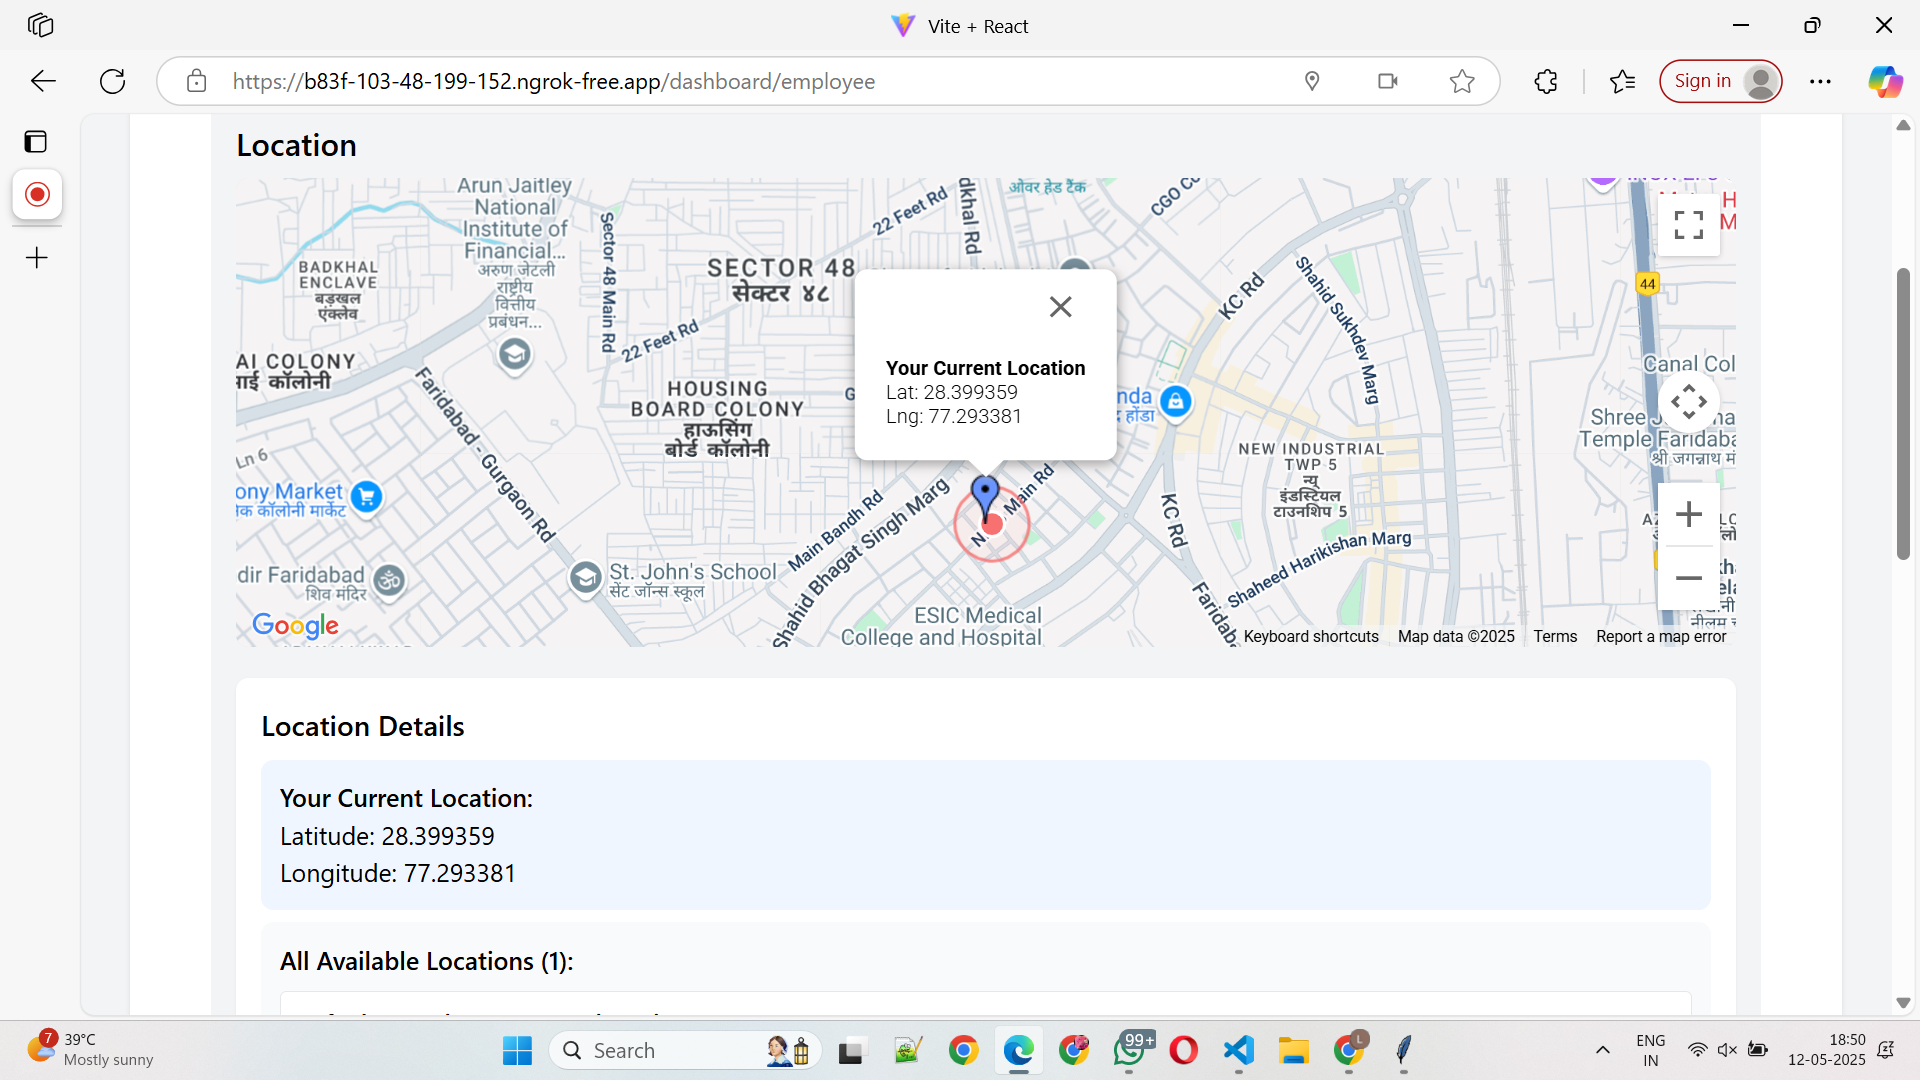 Vite + React
https://b83f-103-48-199-152.ngrok-free.app/dashboard/employee
Sign in
Location
Arun Jaitley
National
Institute of
Financial...
अरुण जेटली
राष्ट्रीय
वित्तीय
प्रबंधन...
BADKHAL
ENCLAVE
बड़खल
एंक्लेव
Sector 48 Main Rd
22 Feet Rd
ओवर हेड टैंक
dkhal Rd
CGO Co
SECTOR 48
सेक्टर ४८
22 Feet Rd
KC Rd
Shahid Sukhdev Marg
44
AI COLONY
HOUSING
BOARD COLONY
हाऊसिंग
बोर्ड कॉलोनी
Your Current Location
Lat: 28.399359
Lng: 77.293381
nda
होंडा
Canal Col
Shree J
Temple Faridaba
श्री जगन्नाथ मं
NEW INDUSTRIAL
TWP 5
न्यू
इंडस्ट्रियल
टाउनशिप 5
Faridabad - Gurgaon Rd
Ln 6
ony Market
क कॉलोनी मार्केट
Main Bandh Rd
Shahid Bhagat Singh Marg
Main Rd
KC Rd
Shaheed Harikishan Marg
dir Faridabad
शिव मंदिर
St. John's School
सेंट जॉन्स स्कूल
ESIC Medical
College and Hospital
Faridab
Google
Keyboard shortcuts
Map data ©2025
Terms
Report a map error
Location Details
Your Current Location:
Latitude: 28.399359
Longitude: 77.293381
All Available Locations (1):
7
39°C
Mostly sunny
Search
99+
L
ENG
IN
18:50
12-05-2025